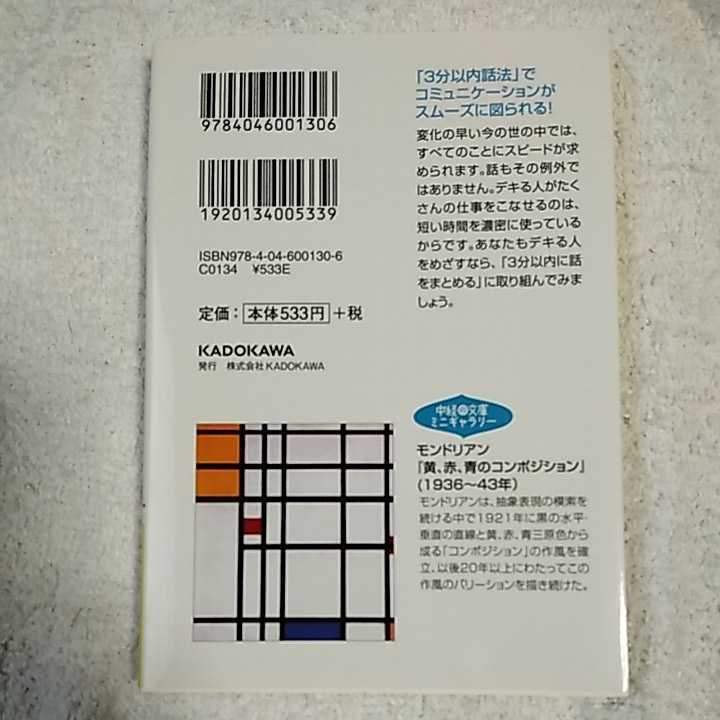 9784046001306
1920134005339
ISBN978-4-04-600130-6
C0134 ¥533E
定価：本体533円＋税
KADOKAWA
発行 株式会社KADOKAWA
「3分以内話法」で
コミュニケーションが
スムーズに図られる！
変化の早い今の世の中では、
すべてのことにスピードが求
められます。話もその例外で
はありません。デキる人がたく
さんの仕事をこなせるのは、
短い時間を濃密に使っている
からです。あなたもデキる人
をめざすなら、「3分以内に話
をまとめる」に取り組んでみま
しょう。
中経の文庫
ミニギャラリー
モンドリアン
「黄、赤、青のコンポジション」
（1936〜43年）
モンドリアンは、抽象表現の模索を
続ける中で1921年に黒の水平・
垂直の直線と黄、赤、青三原色から
成る「コンポジション」の作風を確
立、以後20年以上にわたってこの
作風のバリーションを描き続けた。